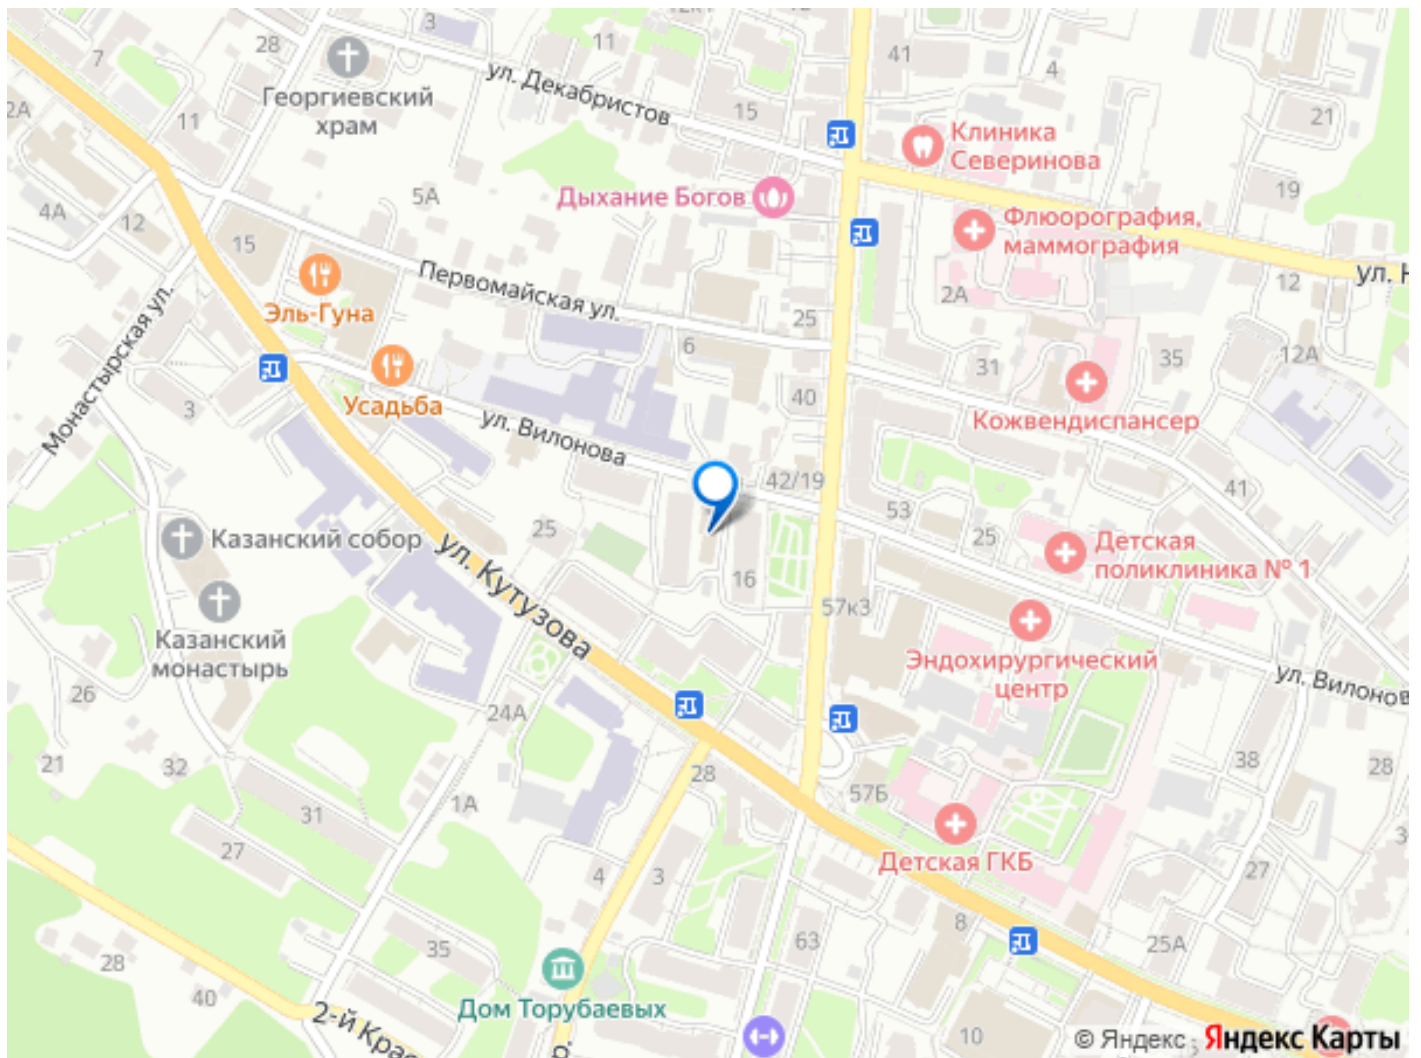 3
12к1
12
28
11
41
7
ул. Декабристов
4
Георгиевский
храм
15
21
2А
11
Клиника
Северинова
5А
Дыхание Богов
19
4А
12
Флюорография,
маммография
15
Первомайская ул.
ул. Н
12
2А
Эль-Гуна
25
6
31
35
12А
Монастырская ул.
Усадьба
3
40
Кожвендиспансер
ул. Вилонова
42/19
41
53
25
Казанский собор
25
Детская
поликлиника № 1
ул. Кутузова
16
57к3
Казанский
монастырь
Эндохирургический
центр
ул. Вилонов
26
24А
21
32
28
38
28
57Б
31
1А
27
Детская ГКБ
3
27
4
3
8
35
63
25А
28
40
Дом Торубаевых
2-й Крас
10
5
р.
© Яндекс Яндекс Карты